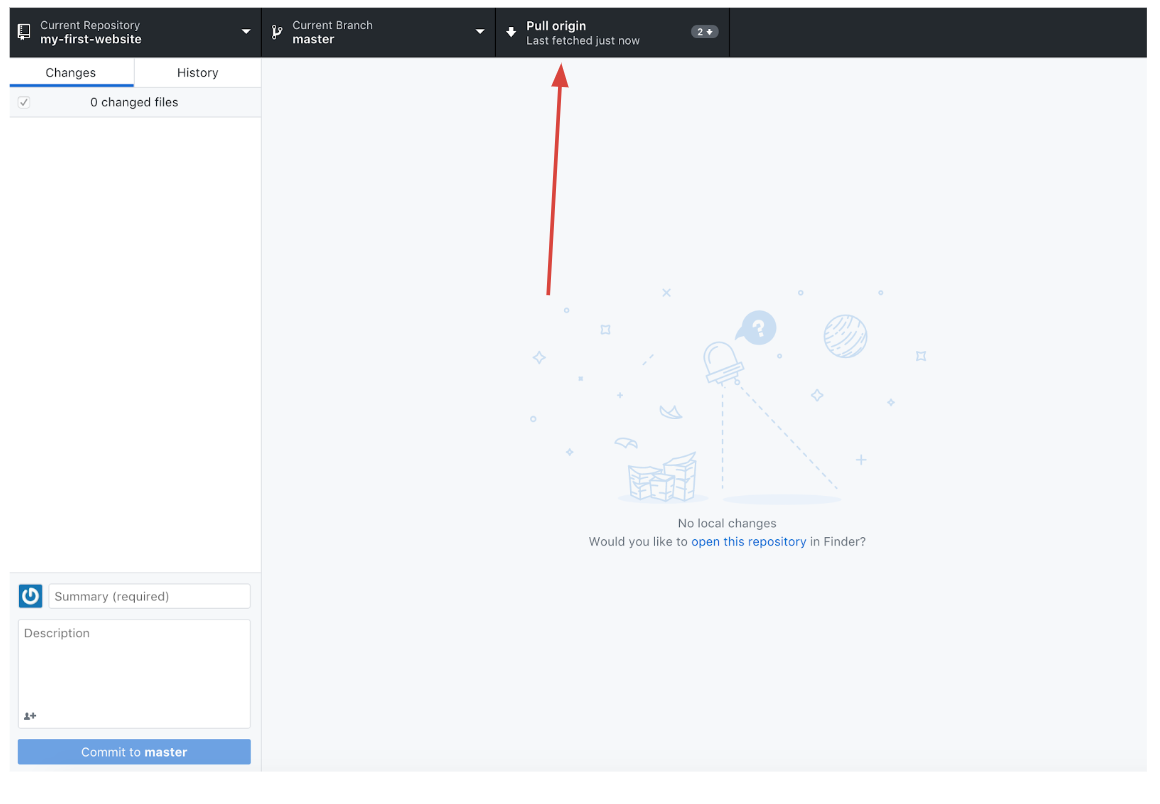 Current Repository
my-first-website
Current Branch
master
Pull origin
Last fetched just now
2
Changes
History
0 changed files
?
No local changes
Would you like to open this repository in Finder?
Summary (required)
Description
Commit to master